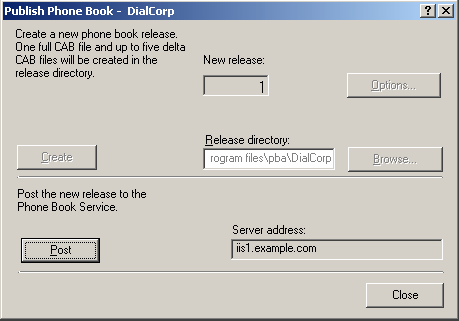 Publish Phone Book - DialCorp
Create a new phone book release.
One full CAB file and up to five delta
CAB files will be created in the
release directory.
New release:
1
Options...
Release directory:
Create
rogram files\pba\DialCorp
Browse...
Post the new release to the
Phone Book Service.
Server address:
Post
iis1.example.com
Close